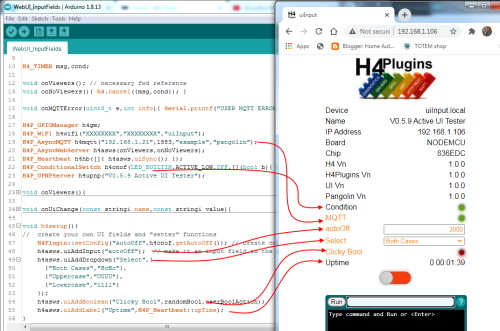 WebUI_InputFields | Arduino 1.8.13
File Edit Sketch Tools Help
WebUI_InputFields
H4_TIMER msg,cond;
void onViewers(); // necessary fwd reference
void onNoViewers(){ h4.cancel({msg,cond}); }
void onMQTTError(uint8_t e,int info){ Serial.printf("USER MQTT ERROR
H4P_GPIOManager h4gm;
H4P_WiFi h4wifi("XXXXXXXX","XXXXXXXX","uiInput");
H4P_AsyncMQTT h4mqtt("192.168.1.21",1883,"example","pangolin");
H4P_AsyncWebServer h4asws(onViewers,onNoViewers);
H4P_Heartbeat h4hb([]{ h4asws.uiSync(); });
H4P_ConditionalSwitch h4onof(LED_BUILTIN,ACTIVE_LOW,OFF,[](bool b){
H4P_UPNPServer h4upnp("V0.5.9 Active UI Tester");
void onViewers(){
void onUiChange(const string& name,const string& value){
void h4setup(){
// create your own UI fields and "setter" functions
H4Plugin::setConfig("autoOff",h4onof.getAutoOff()); // create con
h4asws.uiAddInput("autoOff"); // make it an input field in the
h4asws.uiAddDropdown("Select",{
{"Both Cases","BcBc"},
{"Uppercase","UUUU"},
{"Lowercase","llll"}
});
h4asws.uiAddBoolean("Clicky Bool",randomBool,userBoolAction);
h4asws.uiAddLabel("Uptime",H4P_Heartbeat::upTime);
uiInput
Not secure | 192.168.1.106
Apps
Blogger: Home Aut...
TOTEM shop
H4Plugins
Device uiinput.local
Name V0.5.9 Active UI Tester
IP Address 192.168.1.106
Board NODEMCU
Chip 836EDC
H4 Vn 1.0.0
H4Plugins Vn 1.0.0
UI Vn 1.0.0
Pangolin Vn 1.0.0
Condition
MQTT
autoOff 2000
Select Both Cases
Clicky Bool
Uptime 0 00:01:39
Run
Type command and Run or <Enter>